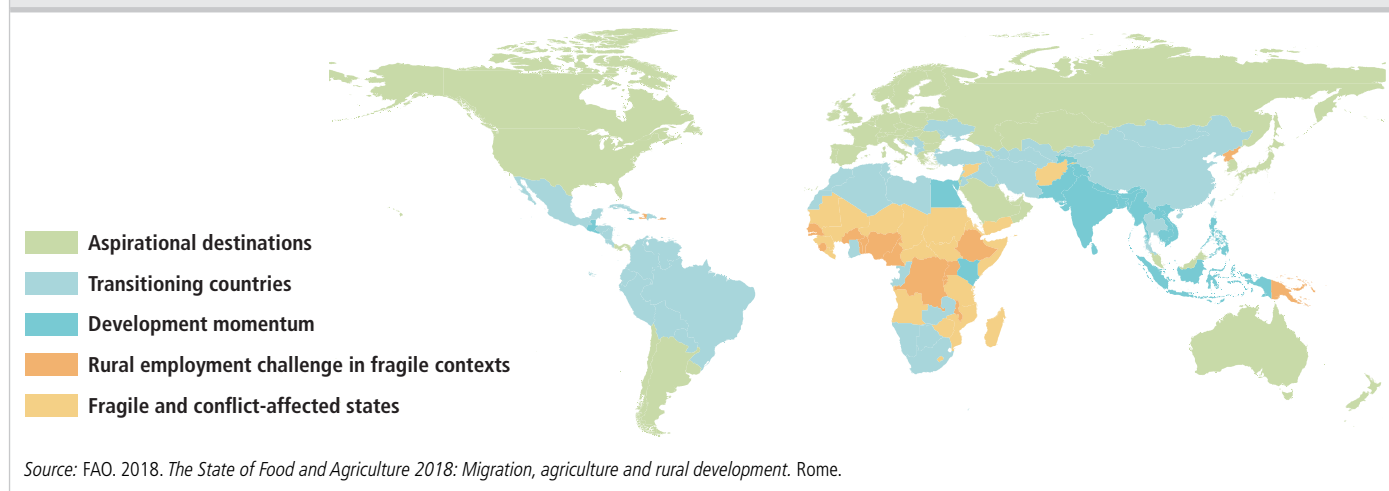 Aspirational destinations
Transitioning countries
Development momentum
Rural employment challenge in fragile contexts
Fragile and conflict-affected states
Source: FAO. 2018. The State of Food and Agriculture 2018: Migration, agriculture and rural development. Rome.